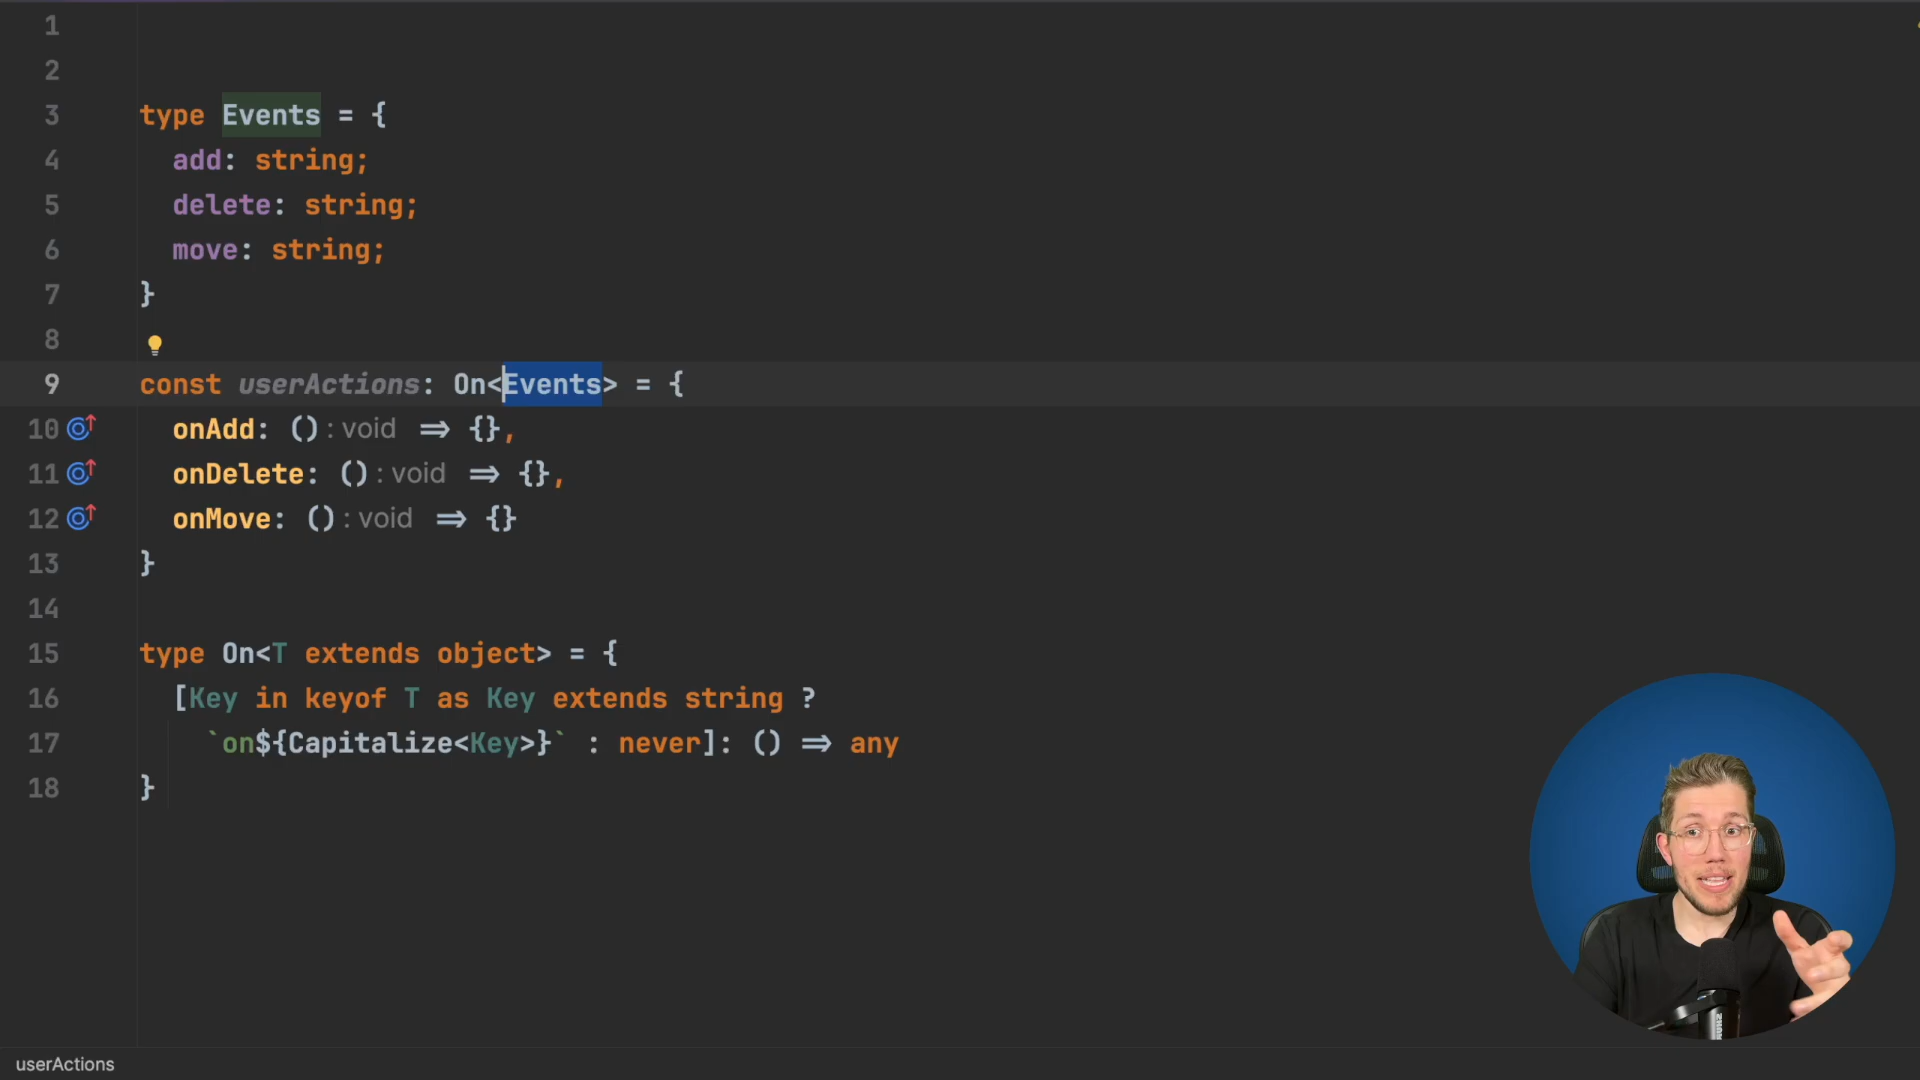 1
2
3 type Events = {
4 add: string;
5 delete: string;
6 move: string;
7 }
8
9 const userActions: On<Events> = {
10 onAdd: () : void => {},
11 onDelete: () : void => {},
12 onMove: () : void => {}
13 }
14
15 type On<T extends object> = {
16 [Key in keyof T as Key extends string ?
17 `on${Capitalize<Key>}` : never]: () => any
18 }
userActions